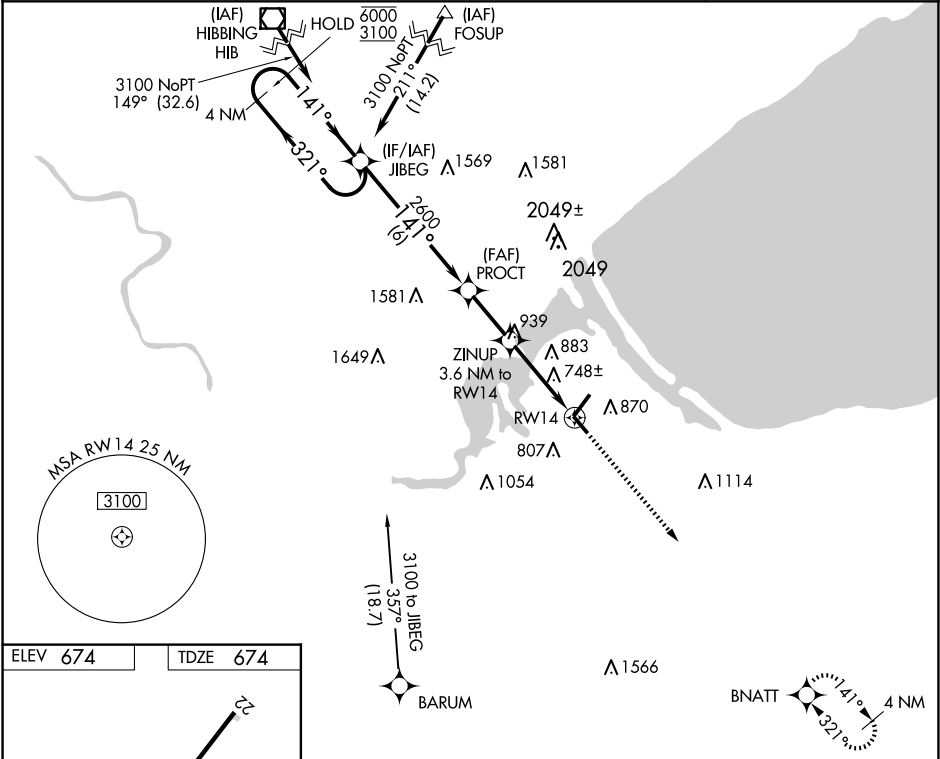 (IAF)
HIBBING
HIB
HOLD
6000
3100
(IAF)
FOSUP
3100 NoPT
149° (32.6)
4 NM
141°
321°
3100 NoPT
211°
(14.2)
(IF/IAF)
JIBEG
1569
1581
2600
141°
(6)
2049±
2049
(FAF)
PROCT
1581
939
1649
ZINUP
3.6 NM to
RW14
883
748±
RW14
870
807
1054
1114
MSA RW14 25 NM
3100
3100 to JIBEG
357°
(18.7)
BARUM
1566
BNATT
141°
321°
4 NM
ELEV 674
TDZE 674
22